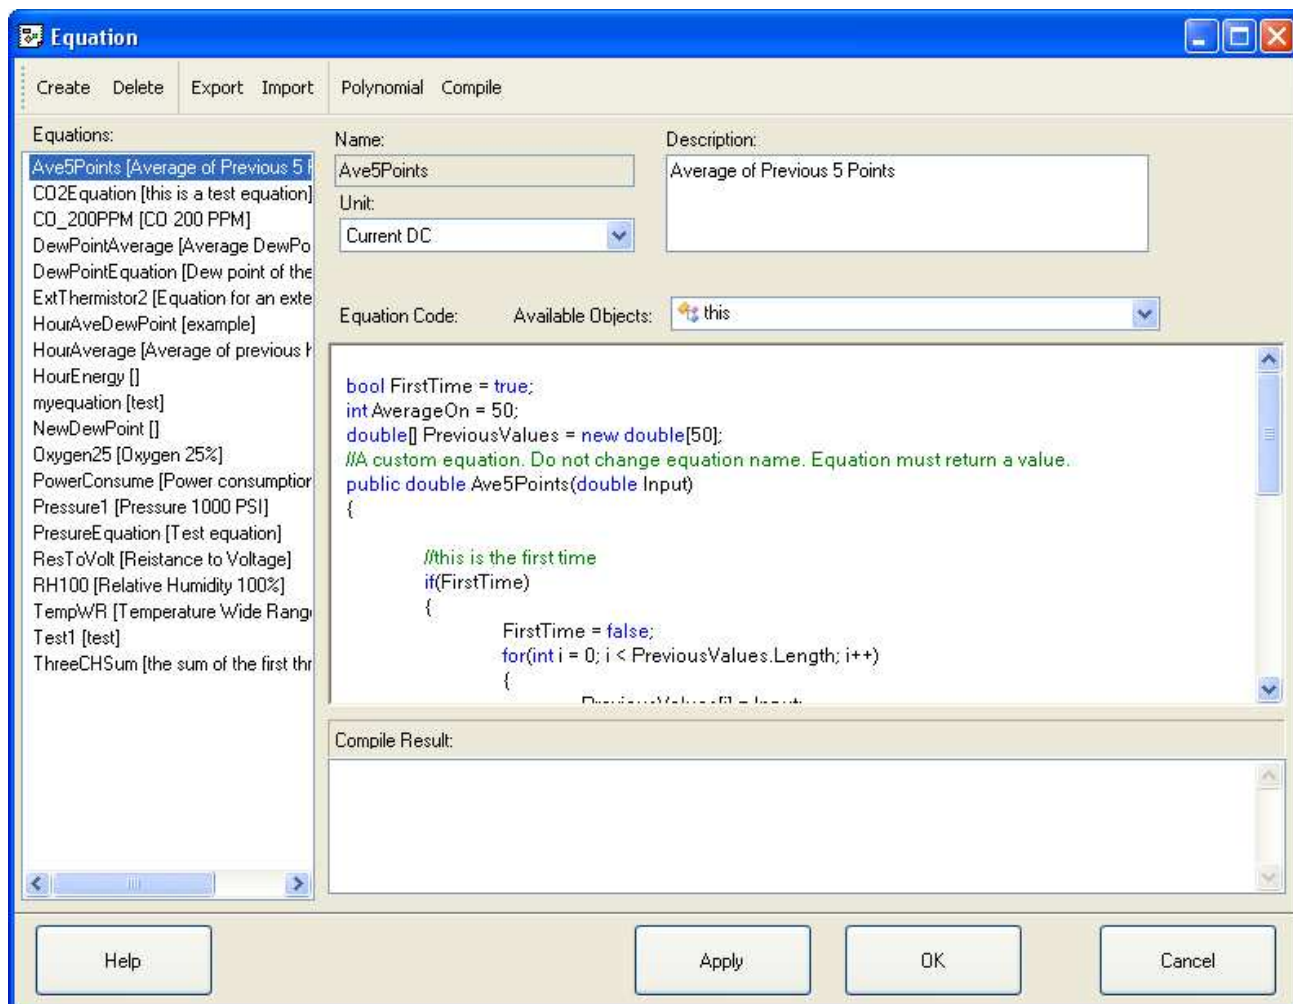 Equation
Create Delete Export Import Polynomial Compile
Equations:
Ave5Points [Average of Previous 5
CO2Equation [this is a test equation]
CO_200PPM [CO 200 PPM]
DewPointAverage [Average DewPo
DewPointEquation [Dew point of the
ExtThermistor2 [Equation for an exte
HourAveDewPoint [example]
HourAverage [Average of previous
HourEnergy []
myequation [test]
NewDewPoint []
Oxygen25 [Oxygen 25%]
PowerConsume [Power consumption
Pressure1 [Pressure 1000 PSI]
PresureEquation [Test equation]
ResToVolt [Reistance to Voltage]
RH100 [Relative Humidity 100%]
TempWR [Temperature Wide Rang
Test1 [test]
ThreeCHSum [the sum of the first thr
Name:
Ave5Points
Unit:
Current DC
Description:
Average of Previous 5 Points
Equation Code: Available Objects: this
bool FirstTime = true;
int AverageOn = 50;
double[] PreviousValues = new double[50];
//A custom equation. Do not change equation name. Equation must return a value.
public double Ave5Points(double Input)
{
//this is the first time
if(FirstTime)
{
FirstTime = false;
for(int i = 0; i < PreviousValues.Length; i++)
{
PreviousValues[i] = Input;
Compile Result:
Help Apply OK Cancel